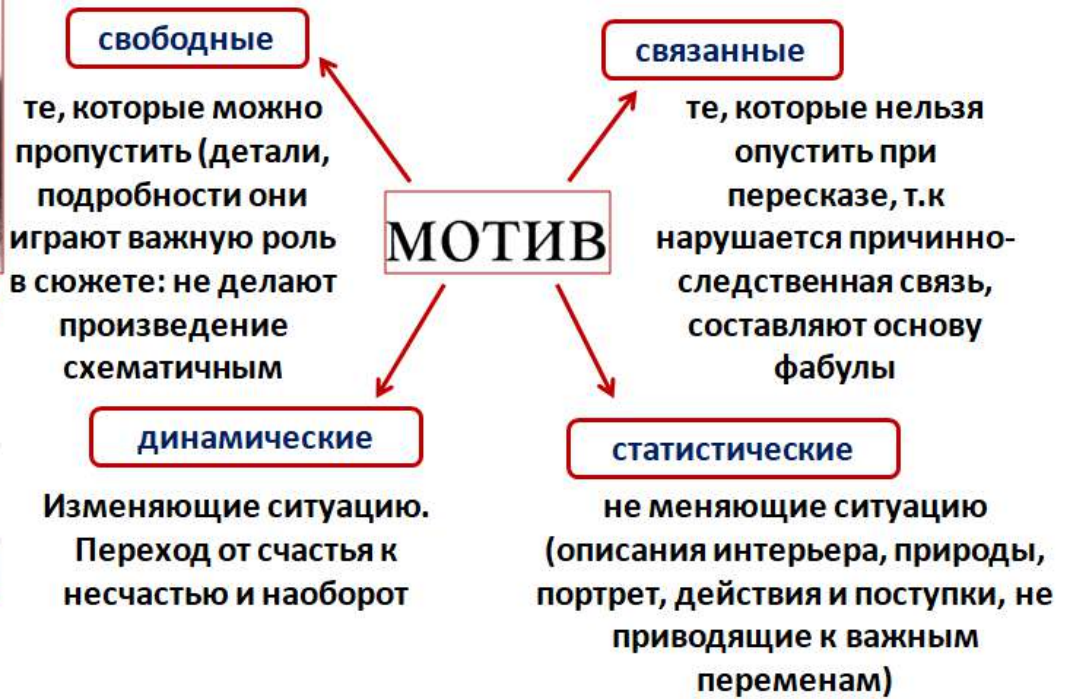 свободные
те, которые можно
пропустить (детали,
подробности они
играют важную роль
в сюжете: не делают
произведение
схематичным
связанные
те, которые нельзя
опустить при
пересказе, т.к
нарушается причинно-
следственная связь,
составляют основу
фабулы
мотив
динамические
Изменяющие ситуацию.
Переход от счастья к
несчастью и наоборот
статистические
не меняющие ситуацию
(описания интерьера, природы,
портрет, действия и поступки, не
приводящие к важным
переменам)